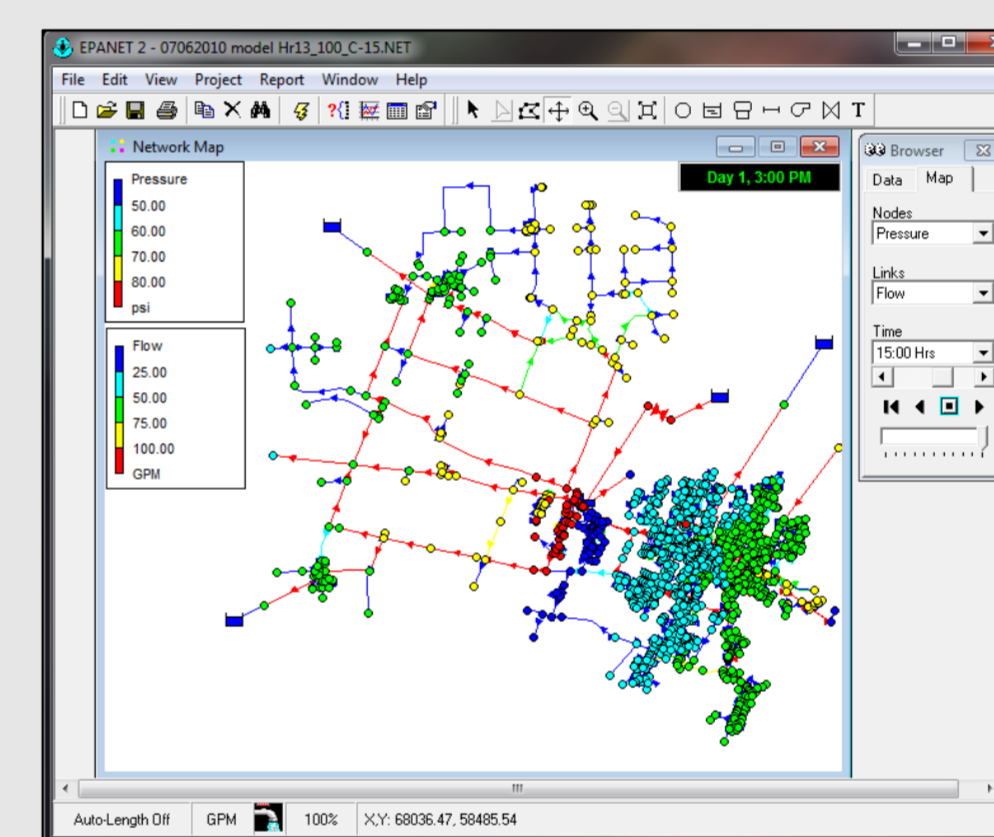 EPANET 2 - 07062010 model Hr13_100_C-15.NET
File Edit View Project Report Window Help
T
Network Map
Day 1, 3:00 PM
Pressure
50.00
60.00
70.00
80.00
psi
Flow
25.00
50.00
75.00
100.00
GPM
Browser
Data Map
Nodes
Pressure
Links
Flow
Time
15:00 Hrs
Auto-Length Off GPM 100% X,Y: 68036.47, 58485.54